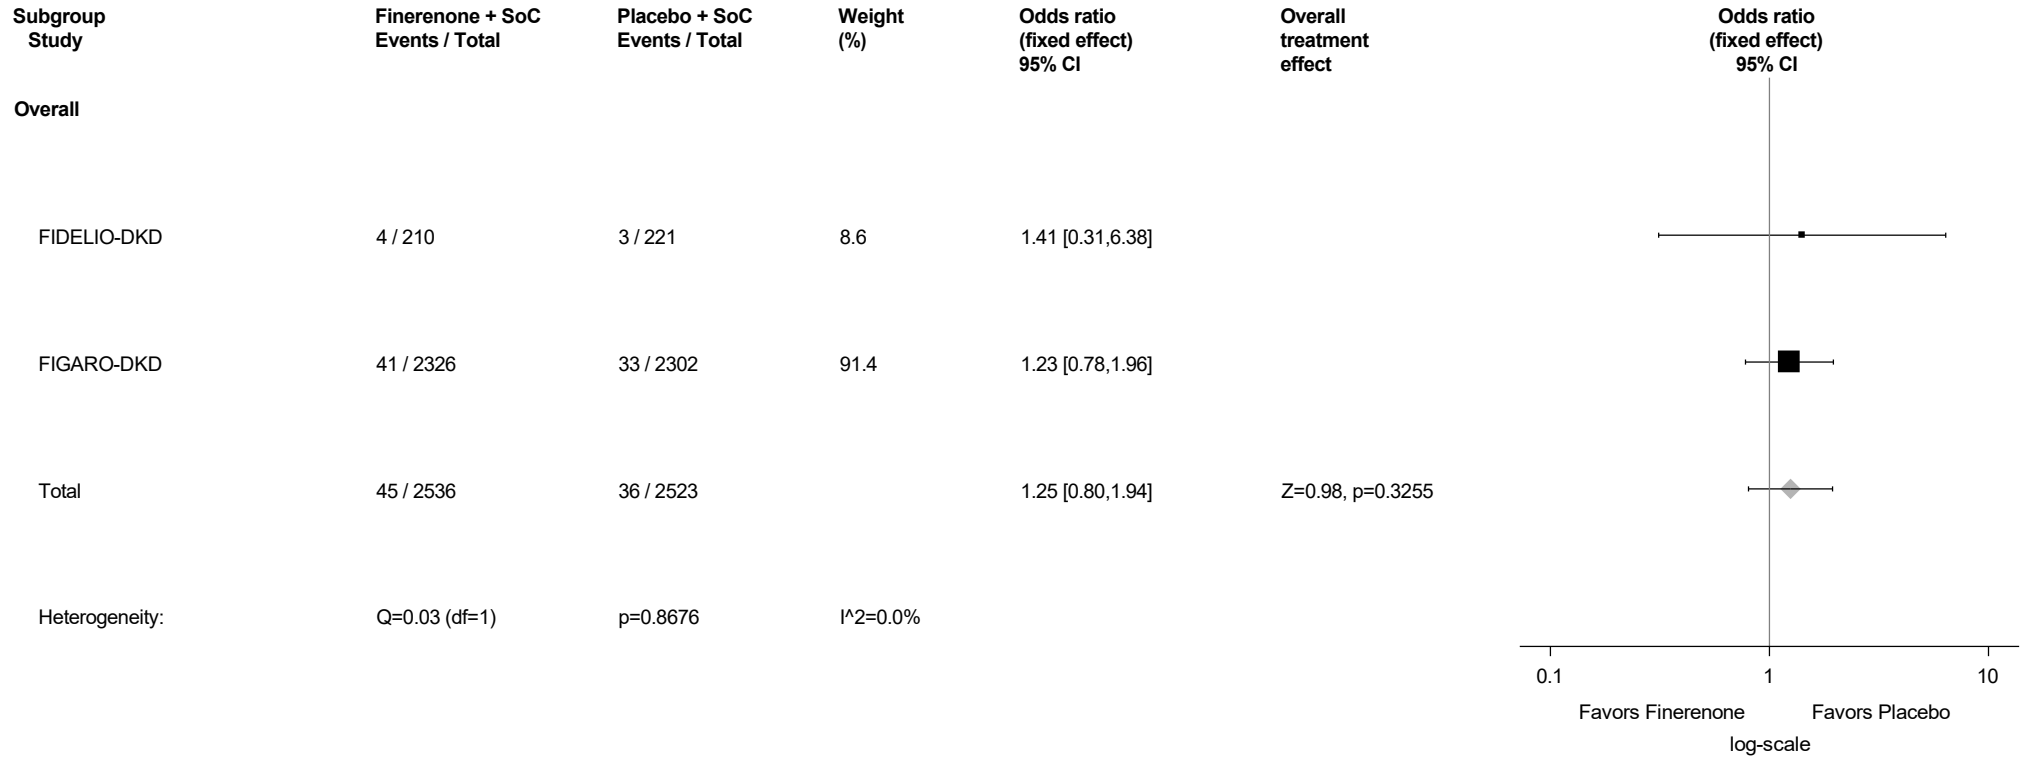 Subgroup Finerenone + SoC Placebo + SoC Weight Odds ratio Overall Odds ratio
Study Events / Total Events / Total (%) (fixed effect) treatment (fixed effect)
95% CI effect 95% CI
Overall
FIDELIO-DKD 4 / 210 3 / 221 8.6 1.41 [0.31,6.38]
FIGARO-DKD 41 / 2326 33 / 2302 91.4 1.23 [0.78,1.96]
Total 45 / 2536 36 / 2523 1.25 [0.80,1.94] Z=0.98, p=0.3255
Heterogeneity: Q=0.03 (df=1) p=0.8676 I^2=0.0%
0.1 1 10
Favors Finerenone Favors Placebo
log-scale